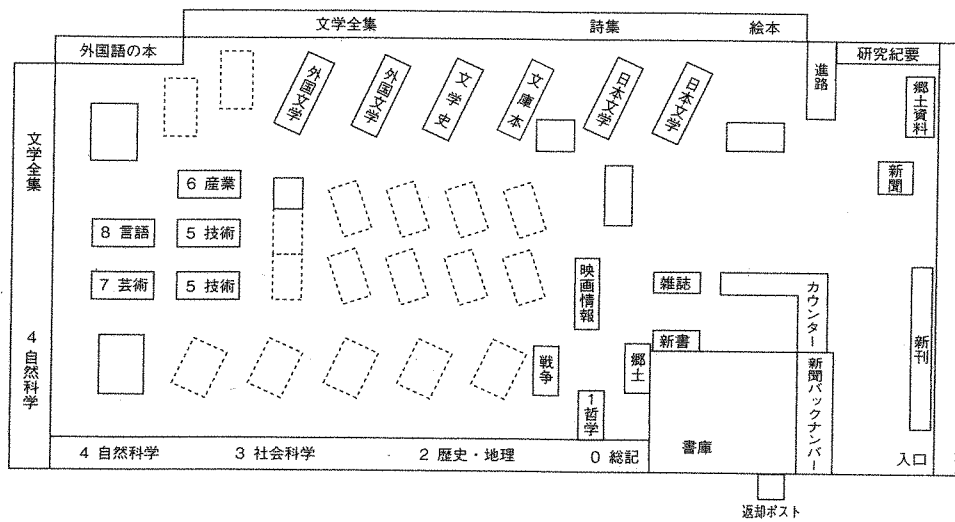 文学全集
詩集
絵本
外国語の本
研究紀要
進路
外国文学
外国文学
文学史
文庫本
日本文学
日本文学
郷土資料
文学全集
新聞
6 産業
8 言語
5 技術
7 芸術
5 技術
映画情報
雑誌
カウンター
新刊
新書
4 自然科学
戦争
郷土
新聞バックナンバー
1 哲学
4 自然科学
3 社会科学
2 歴史・地理
0 総記
書庫
入口
返却ポスト